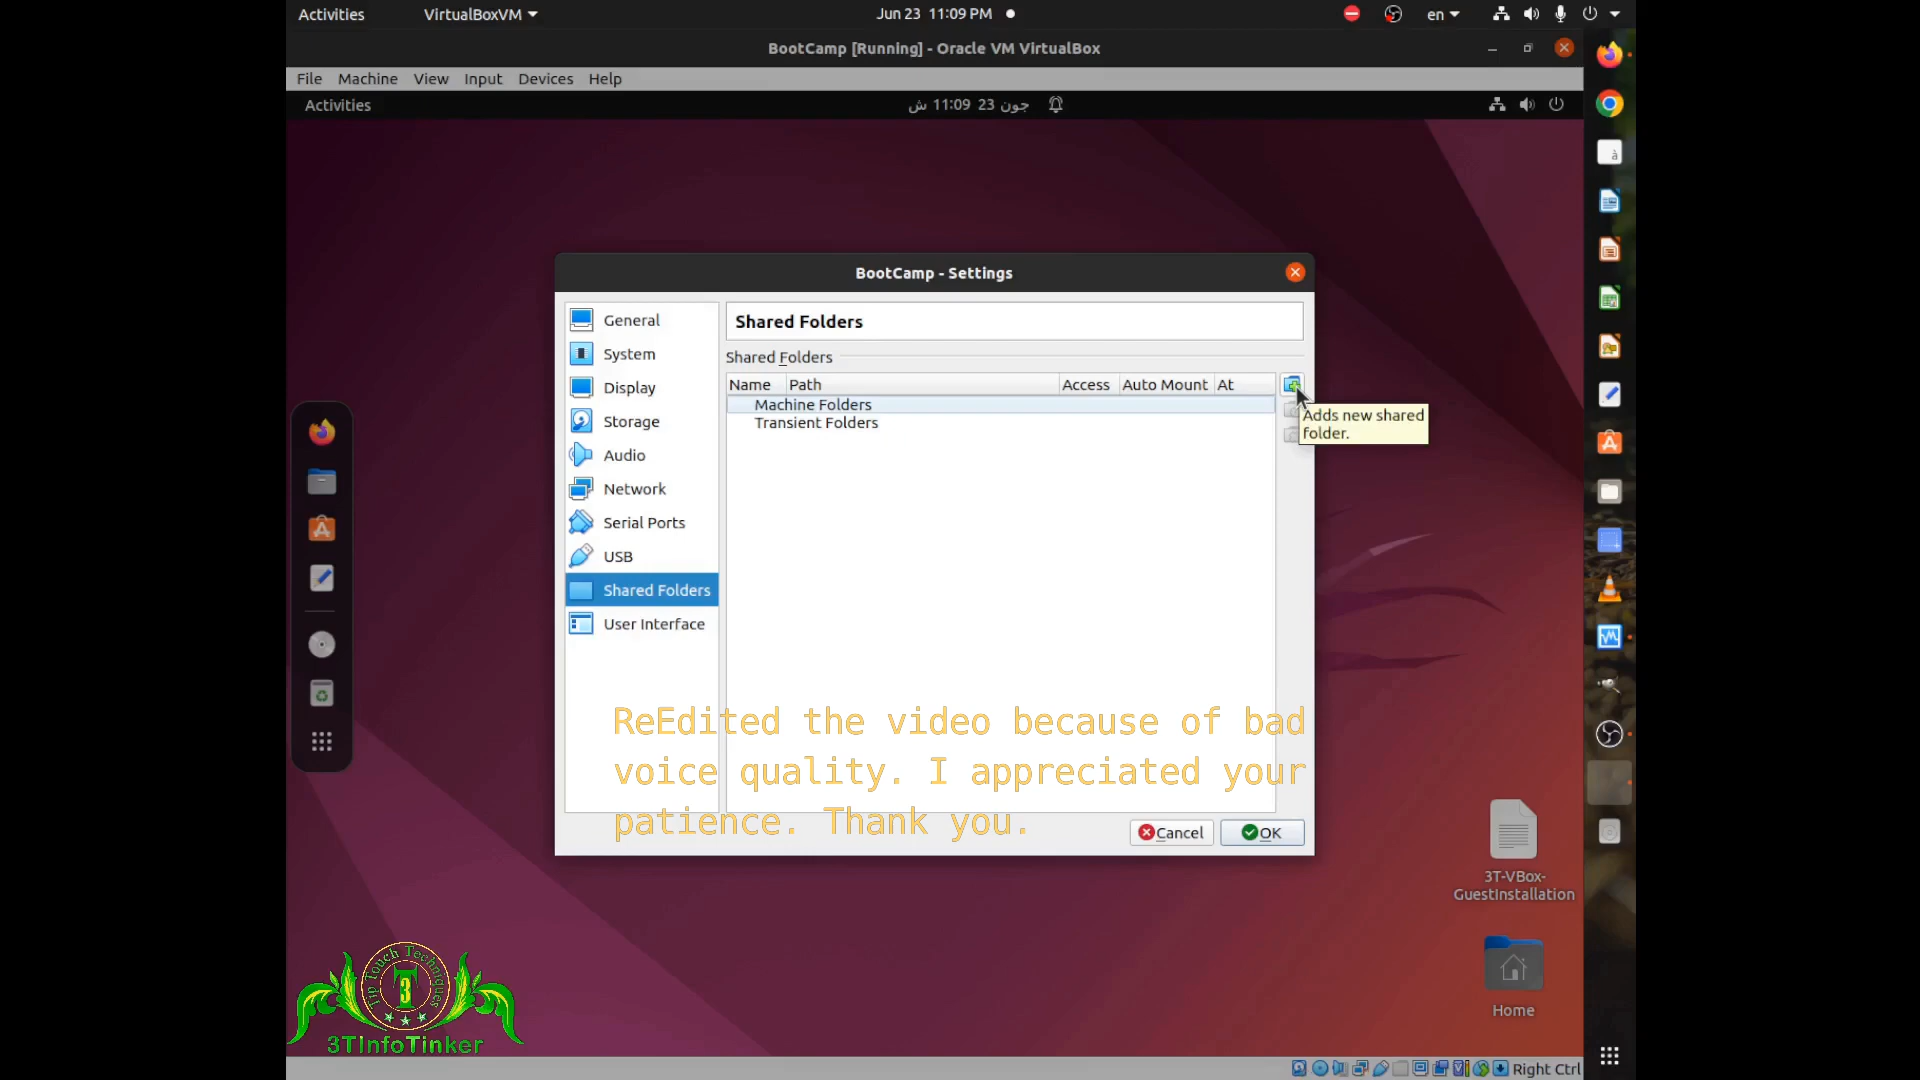 Activities
VirtualBoxVM
Jun 23 11:09 PM
en
BootCamp [Running] - Oracle VM VirtualBox
File Machine View Input Devices Help
Activities
جون 23 11:09 ش
BootCamp - Settings
General
System
Display
Storage
Audio
Network
Serial Ports
USB
Shared Folders
User Interface
Shared Folders
Shared Folders
Name Path Access Auto Mount At
Machine Folders
Transient Folders
Adds new shared
folder.
ReEdited the video because of bad
voice quality. I appreciated your
patience. Thank you.
Cancel
OK
3T-VBox-
GuestInstallation
Home
Tip Touch Techniques
T
3
3TInfoTinker
Right Ctrl